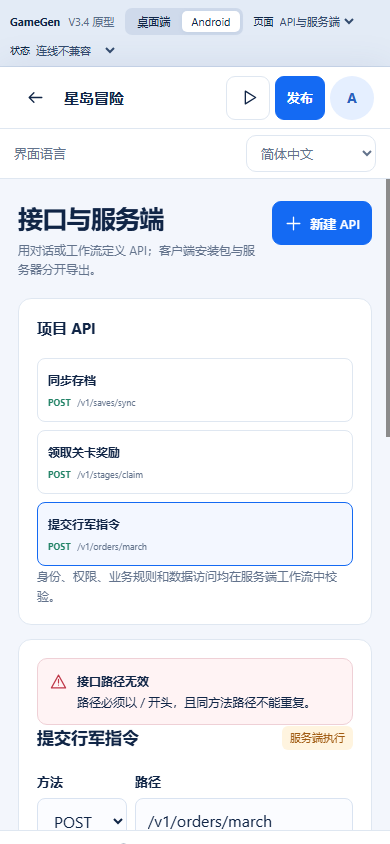 GameGen V3.4 原型 桌面端 Android 页面 API与服务端
状态 连线不兼容
星岛冒险 发布 A
界面语言 简体中文
接口与服务端 新建 API
用对话或工作流定义 API；客户端安装包与服
务器分开导出。
项目 API
同步存档
POST /v1/saves/sync
领取关卡奖励
POST /v1/stages/claim
提交行军指令
POST /v1/orders/march
身份、权限、业务规则和数据访问均在服务端工作流中校
验。
接口路径无效
路径必须以 / 开头，且同方法路径不能重复。
提交行军指令 服务端执行
方法 路径
POST /v1/orders/march